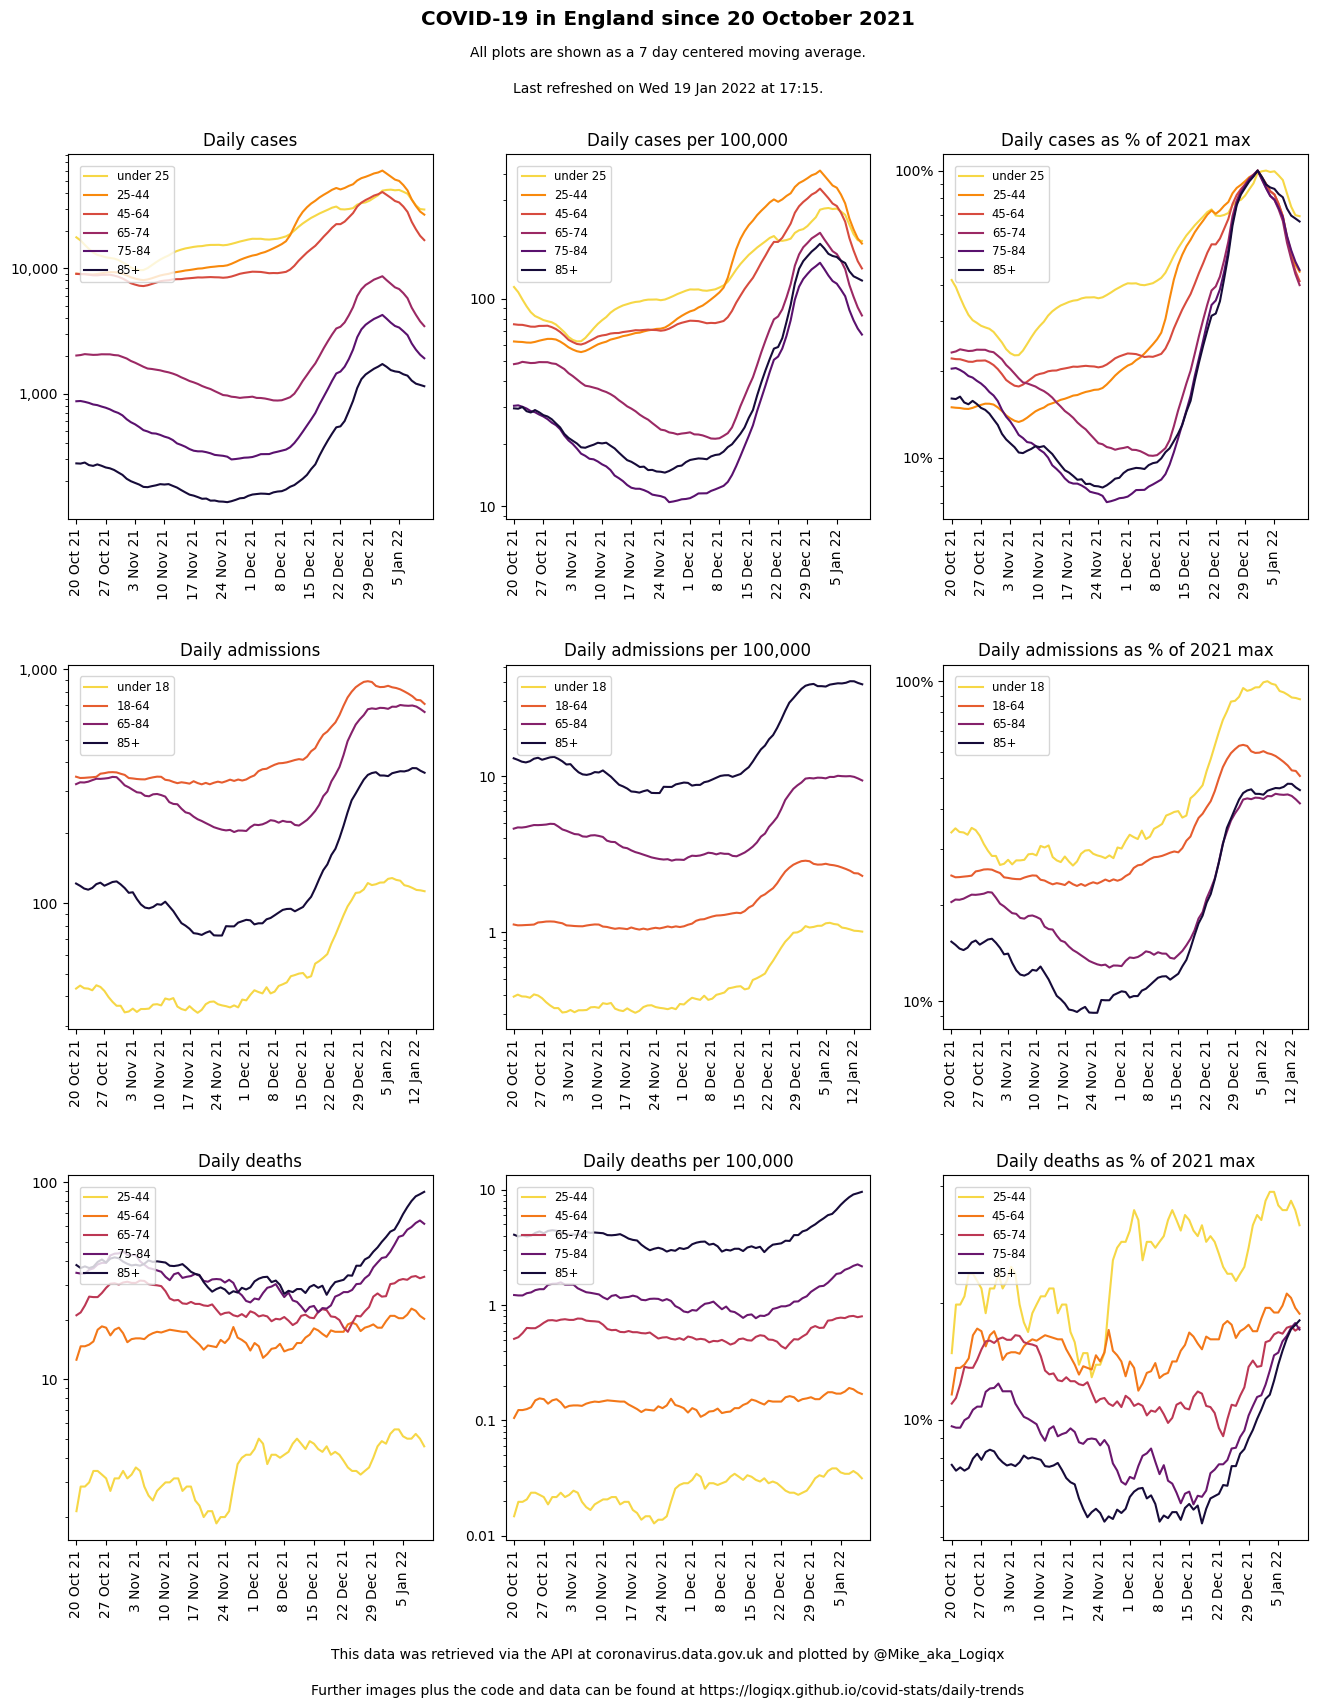 COVID-19 in England since 20 October 2021
All plots are shown as a 7 day centered moving average.
Last refreshed on Wed 19 Jan 2022 at 17:15.
Daily cases
under 25
25-44
45-64
65-74
75-84
85+
10,000
1,000
20 Oct 21
27 Oct 21
3 Nov 21
10 Nov 21
17 Nov 21
24 Nov 21
1 Dec 21
8 Dec 21
15 Dec 21
22 Dec 21
29 Dec 21
5 Jan 22
Daily cases per 100,000
under 25
25-44
45-64
65-74
75-84
85+
100
10
20 Oct 21
27 Oct 21
3 Nov 21
10 Nov 21
17 Nov 21
24 Nov 21
1 Dec 21
8 Dec 21
15 Dec 21
22 Dec 21
29 Dec 21
5 Jan 22
Daily cases as % of 2021 max
under 25
25-44
45-64
65-74
75-84
85+
100%
10%
20 Oct 21
27 Oct 21
3 Nov 21
10 Nov 21
17 Nov 21
24 Nov 21
1 Dec 21
8 Dec 21
15 Dec 21
22 Dec 21
29 Dec 21
5 Jan 22
Daily admissions
under 18
18-64
65-84
85+
1,000
100
20 Oct 21
27 Oct 21
3 Nov 21
10 Nov 21
17 Nov 21
24 Nov 21
1 Dec 21
8 Dec 21
15 Dec 21
22 Dec 21
29 Dec 21
5 Jan 22
12 Jan 22
Daily admissions per 100,000
under 18
18-64
65-84
85+
10
1
20 Oct 21
27 Oct 21
3 Nov 21
10 Nov 21
17 Nov 21
24 Nov 21
1 Dec 21
8 Dec 21
15 Dec 21
22 Dec 21
29 Dec 21
5 Jan 22
12 Jan 22
Daily admissions as % of 2021 max
under 18
18-64
65-84
85+
100%
10%
20 Oct 21
27 Oct 21
3 Nov 21
10 Nov 21
17 Nov 21
24 Nov 21
1 Dec 21
8 Dec 21
15 Dec 21
22 Dec 21
29 Dec 21
5 Jan 22
12 Jan 22
Daily deaths
25-44
45-64
65-74
75-84
85+
100
10
20 Oct 21
27 Oct 21
3 Nov 21
10 Nov 21
17 Nov 21
24 Nov 21
1 Dec 21
8 Dec 21
15 Dec 21
22 Dec 21
29 Dec 21
5 Jan 22
Daily deaths per 100,000
25-44
45-64
65-74
75-84
85+
10
1
0.1
0.01
20 Oct 21
27 Oct 21
3 Nov 21
10 Nov 21
17 Nov 21
24 Nov 21
1 Dec 21
8 Dec 21
15 Dec 21
22 Dec 21
29 Dec 21
5 Jan 22
Daily deaths as % of 2021 max
25-44
45-64
65-74
75-84
85+
10%
20 Oct 21
27 Oct 21
3 Nov 21
10 Nov 21
17 Nov 21
24 Nov 21
1 Dec 21
8 Dec 21
15 Dec 21
22 Dec 21
29 Dec 21
5 Jan 22
This data was retrieved via the API at coronavirus.data.gov.uk and plotted by @Mike_aka_Logiqx
Further images plus the code and data can be found at https://logiqx.github.io/covid-stats/daily-trends